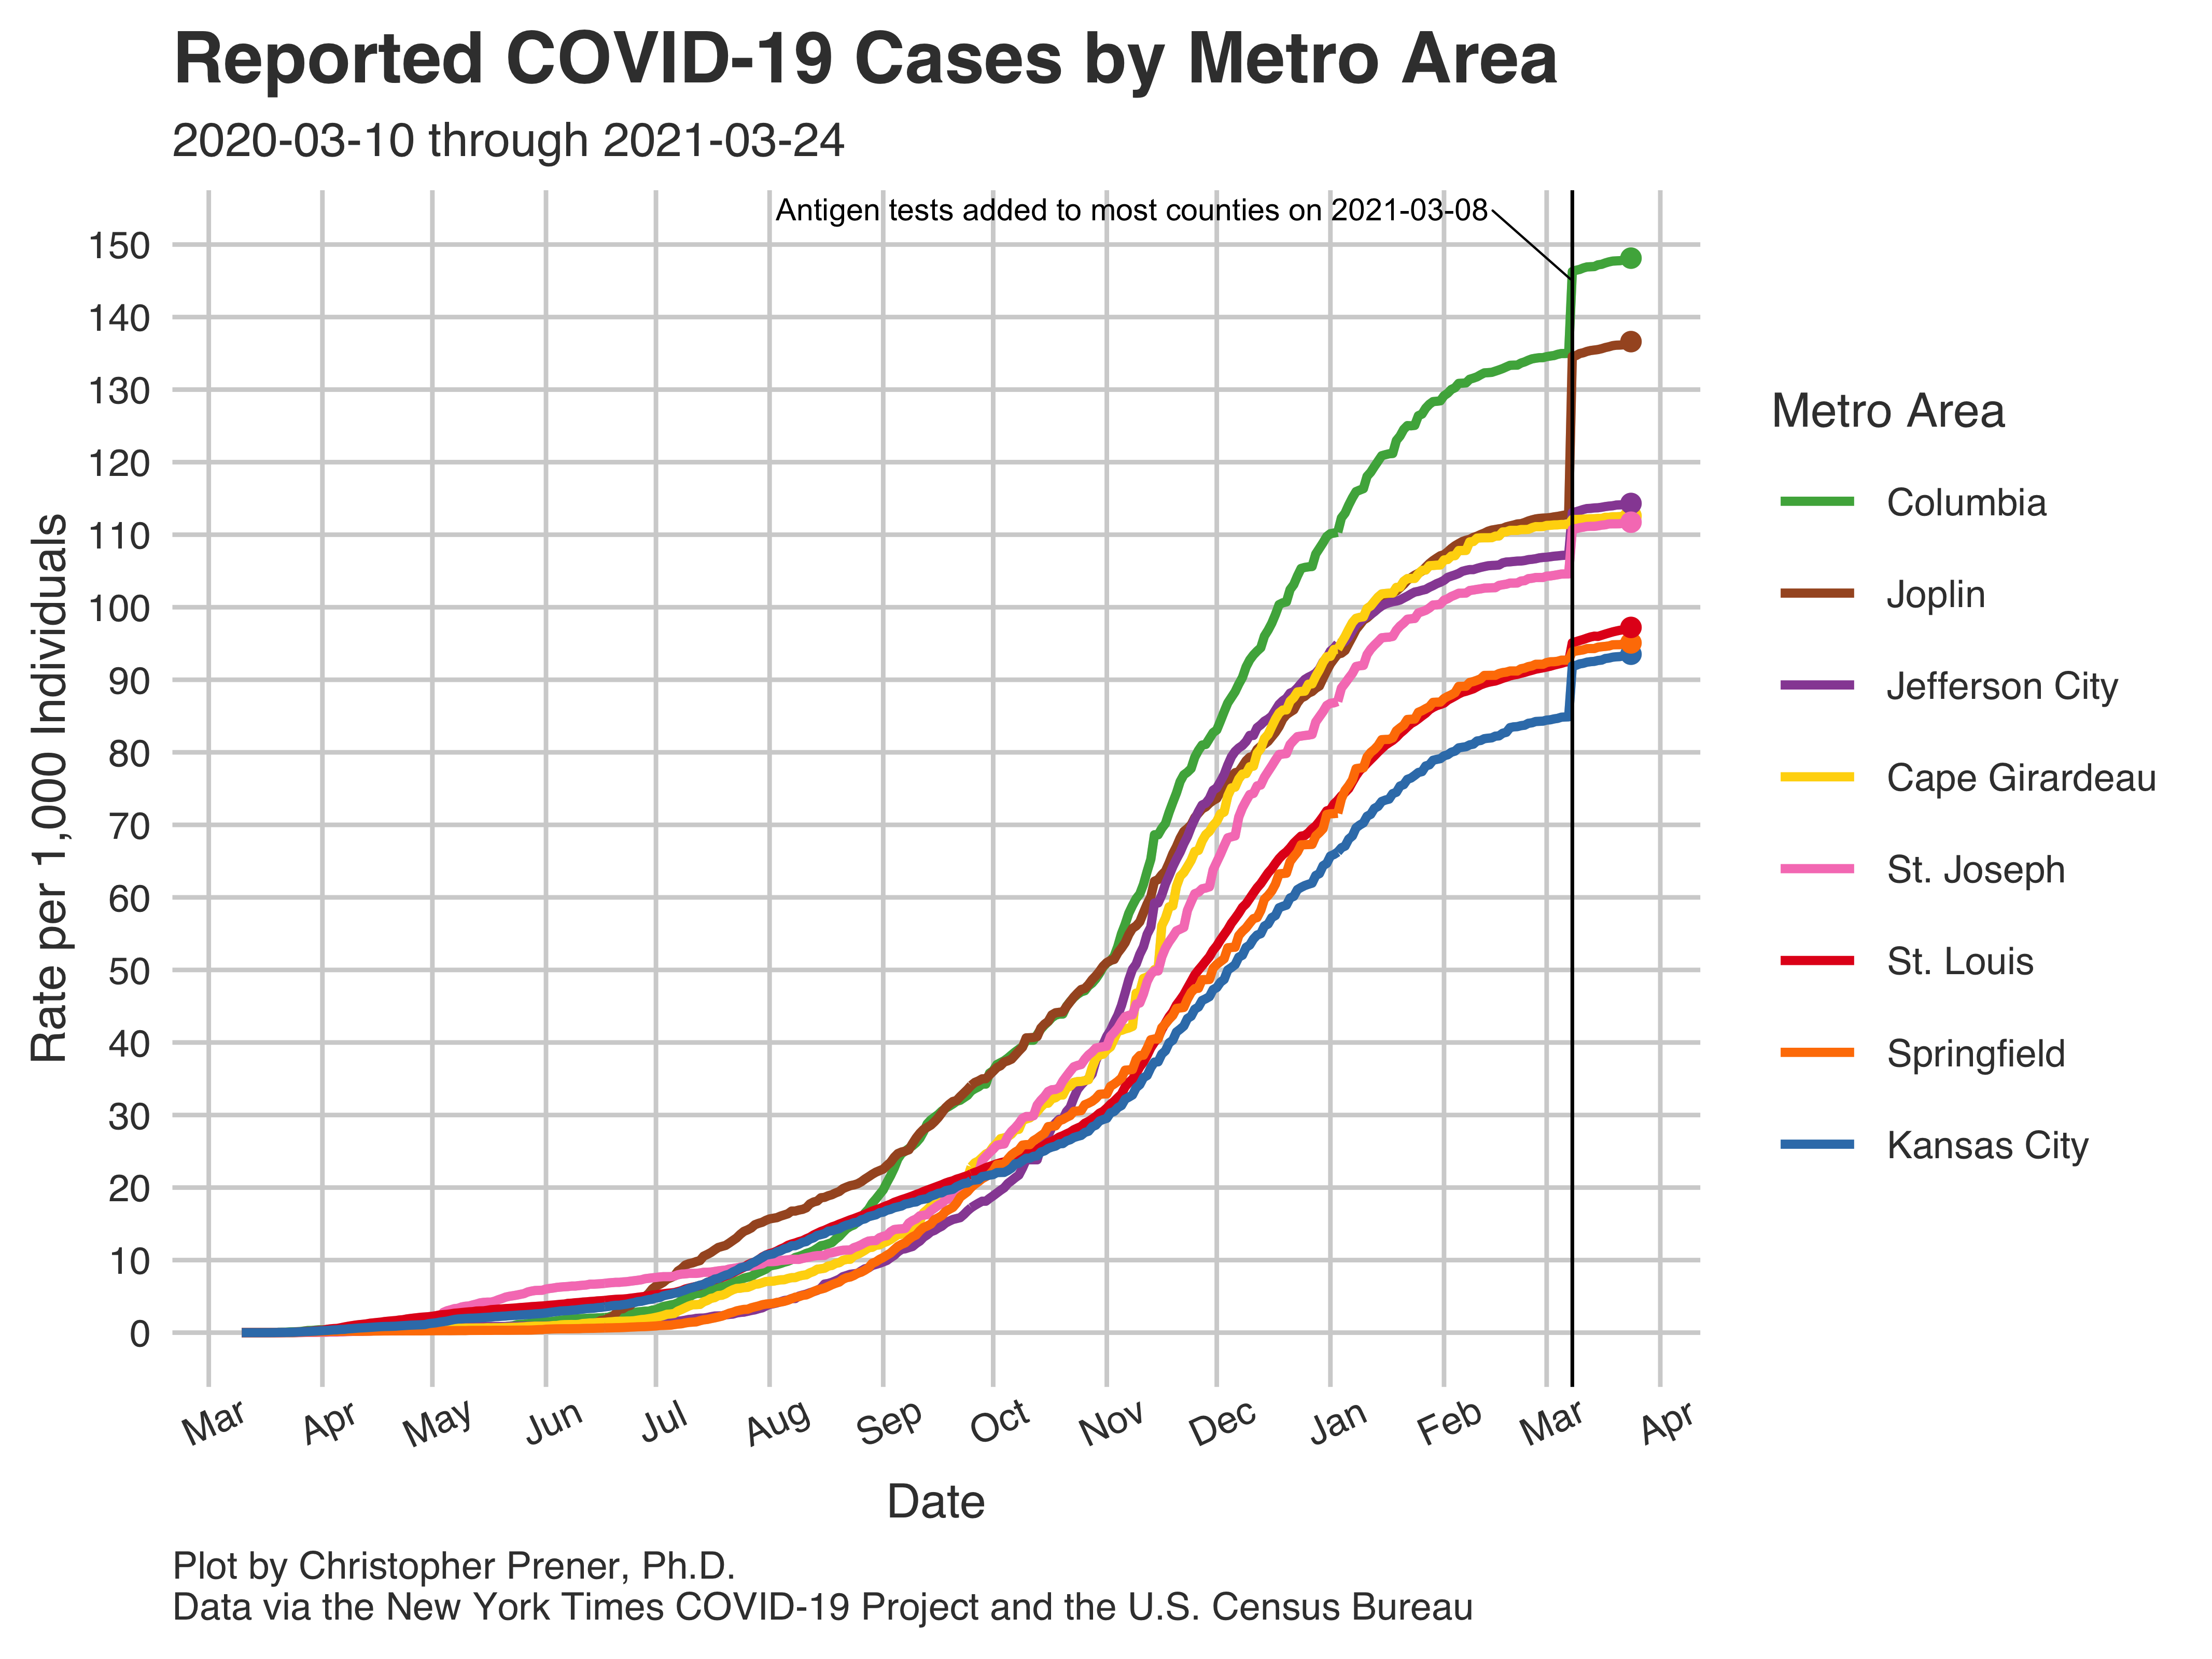 Reported COVID-19 Cases by Metro Area
2020-03-10 through 2021-03-24
Antigen tests added to most counties on 2021-03-08
150
140
130
120
110
100
90
80
70
60
50
40
30
20
10
0
Rate per 1,000 Individuals
Mar
Apr
May
Jun
Jul
Aug
Sep
Oct
Nov
Dec
Jan
Feb
Mar
Apr
Date
Metro Area
Columbia
Joplin
Jefferson City
Cape Girardeau
St. Joseph
St. Louis
Springfield
Kansas City
Plot by Christopher Prener, Ph.D.
Data via the New York Times COVID-19 Project and the U.S. Census Bureau